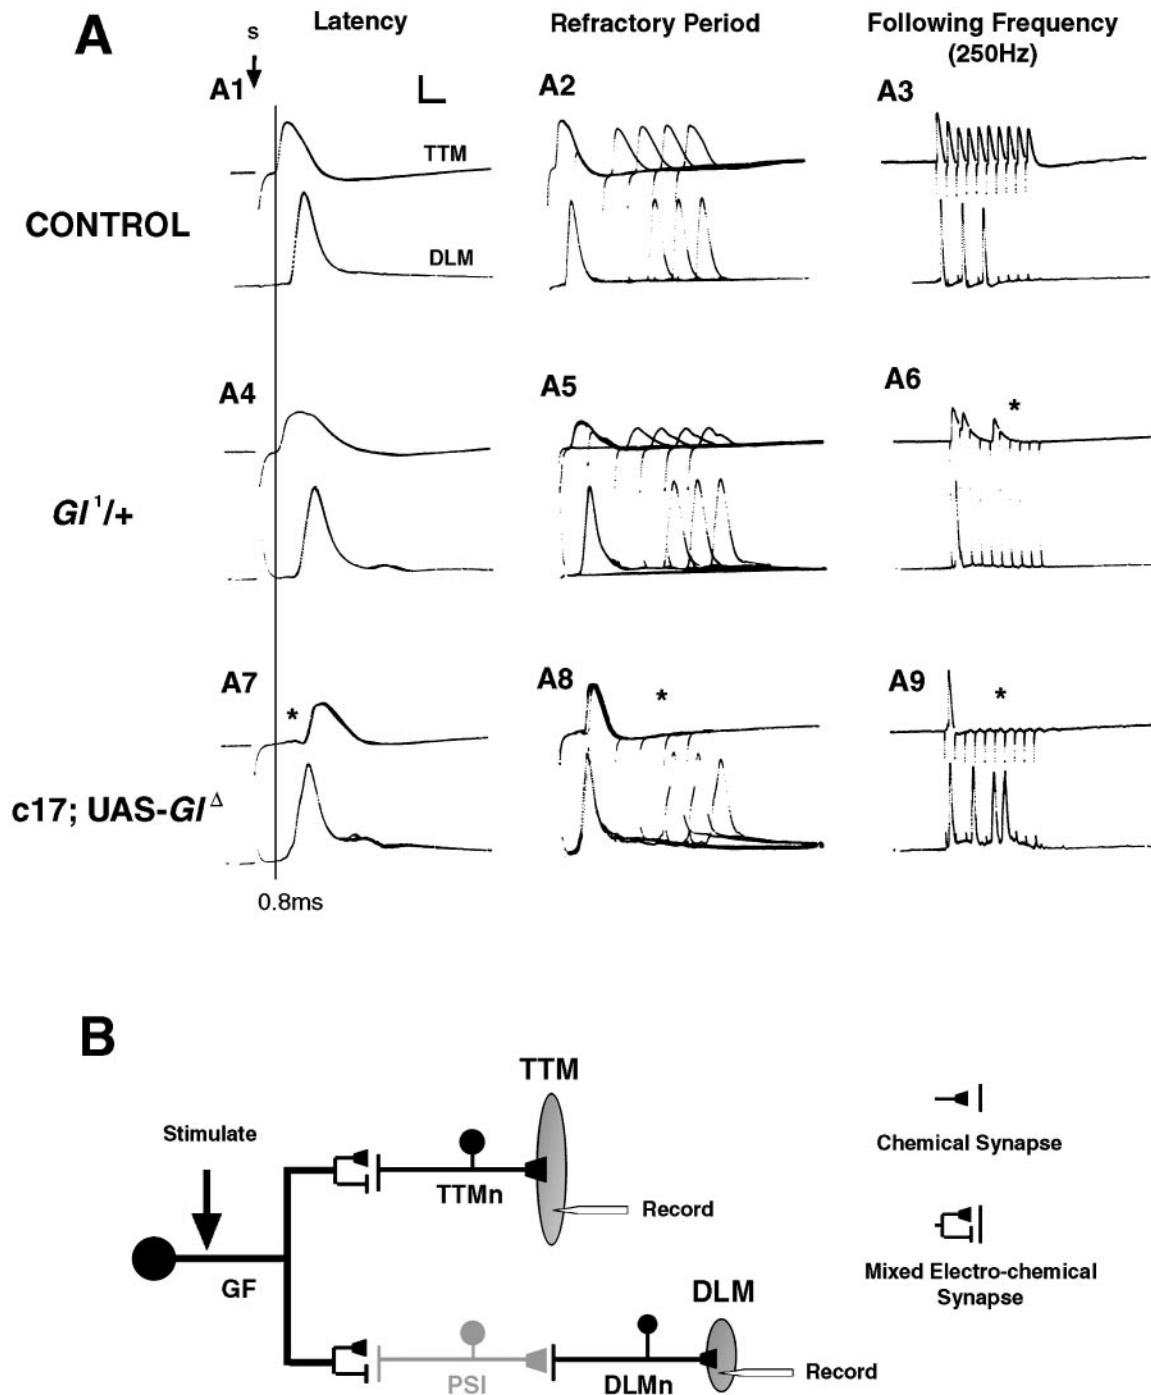 A
s
Latency
Refractory Period
Following Frequency
(250Hz)
A1
A2
A3
TTM
CONTROL
DLM
A4
A5
A6
*
Gl 1/+
A7
*
A8
*
A9
*
c17; UAS-Gl Δ
0.8ms
B
TTM
Stimulate
Chemical Synapse
TTMn
Record
GF
Mixed Electro-chemical
Synapse
DLM
PSI
DLMn
Record